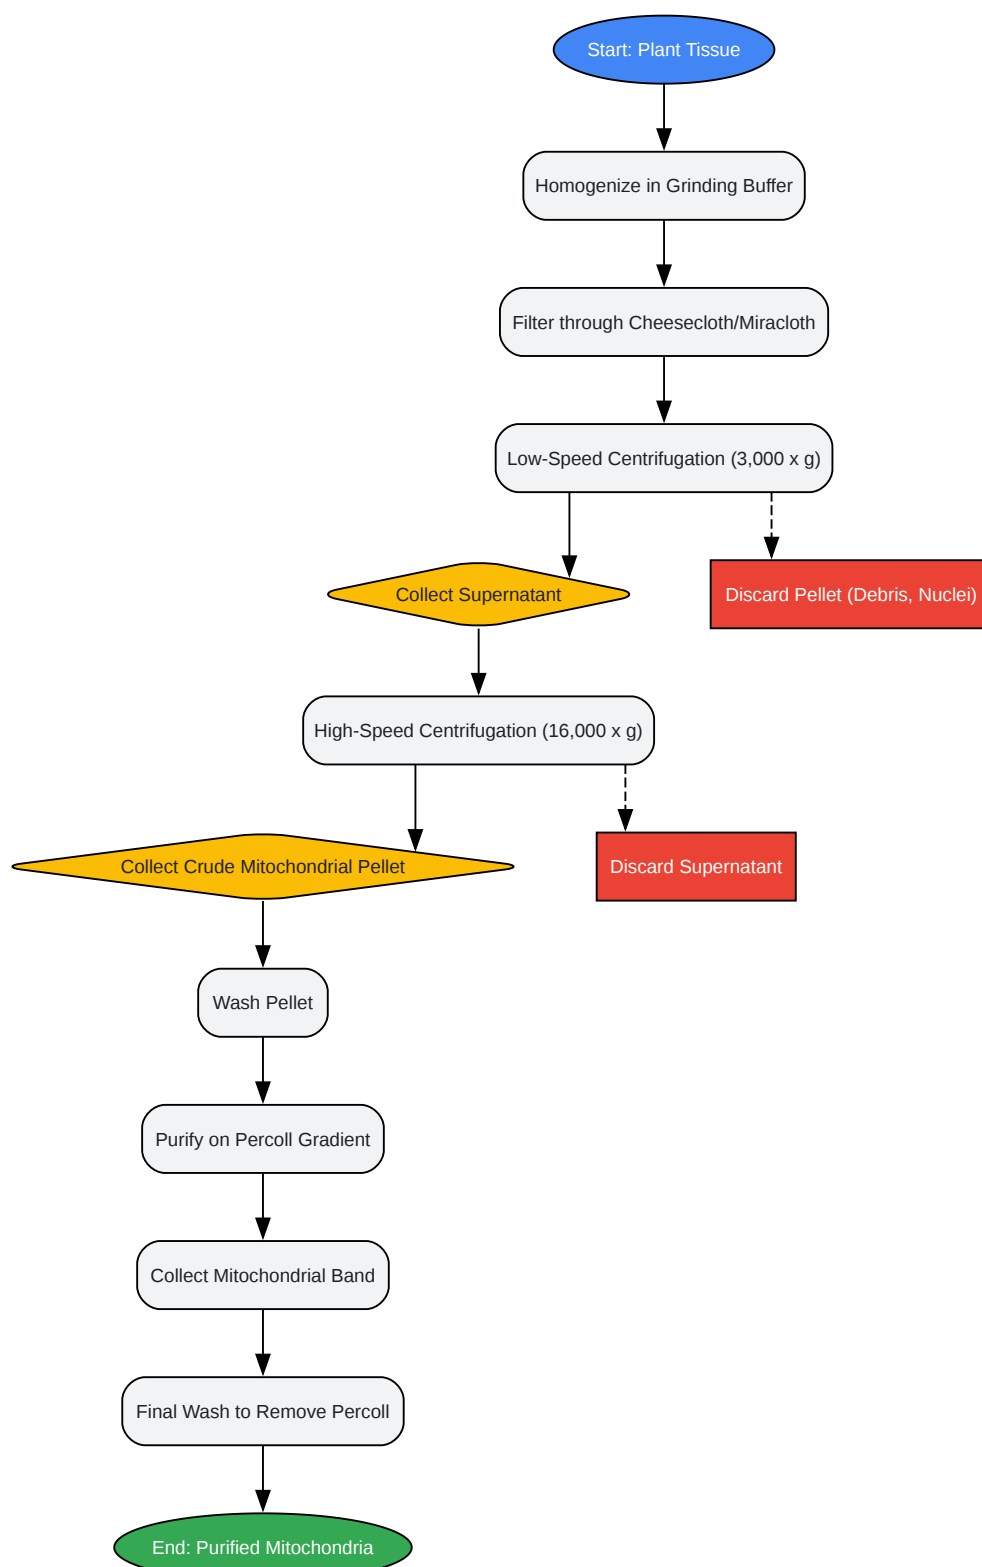 Start: Plant Tissue
Homogenize in Grinding Buffer
Filter through Cheesecloth/Miracloth
Low-Speed Centrifugation (3,000 x g)
Collect Supernatant
Discard Pellet (Debris, Nuclei)
High-Speed Centrifugation (16,000 x g)
Collect Crude Mitochondrial Pellet
Discard Supernatant
Wash Pellet
Purify on Percoll Gradient
Collect Mitochondrial Band
Final Wash to Remove Percoll
End: Purified Mitochondria